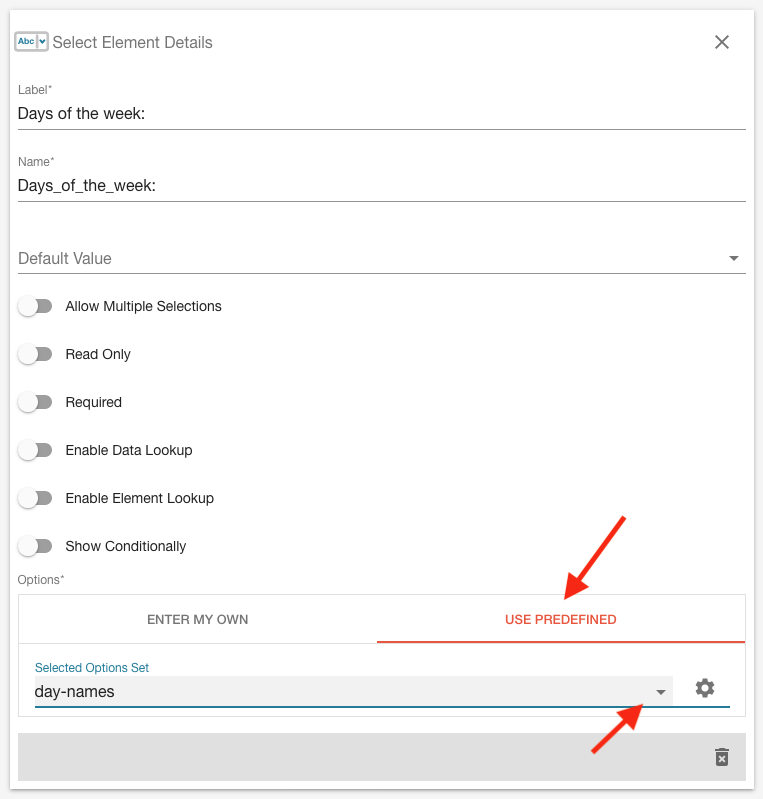 Abc
Select Element Details
Label*
Days of the week:
Name*
Days_of_the_week:
Default Value
Allow Multiple Selections
Read Only
Required
Enable Data Lookup
Enable Element Lookup
Show Conditionally
Options*
ENTER MY OWN
USE PREDEFINED
Selected Options Set
day-names